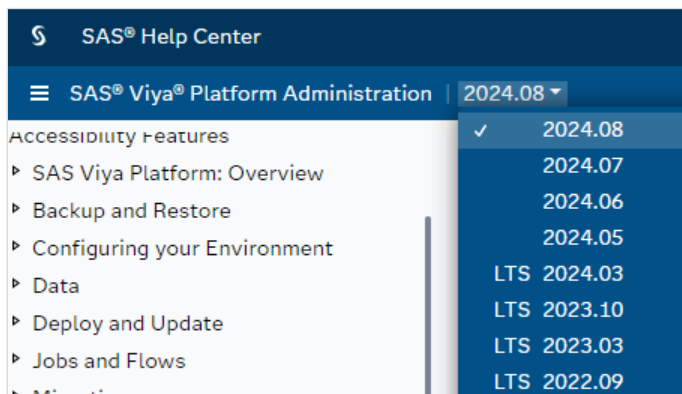 SAS® Help Center
SAS® Viya® Platform Administration | 2024.08
Accessibility Features
SAS Viya Platform: Overview
Backup and Restore
Configuring your Environment
Data
Deploy and Update
Jobs and Flows
✓ 2024.08
2024.07
2024.06
2024.05
LTS 2024.03
LTS 2023.10
LTS 2023.03
LTS 2022.09